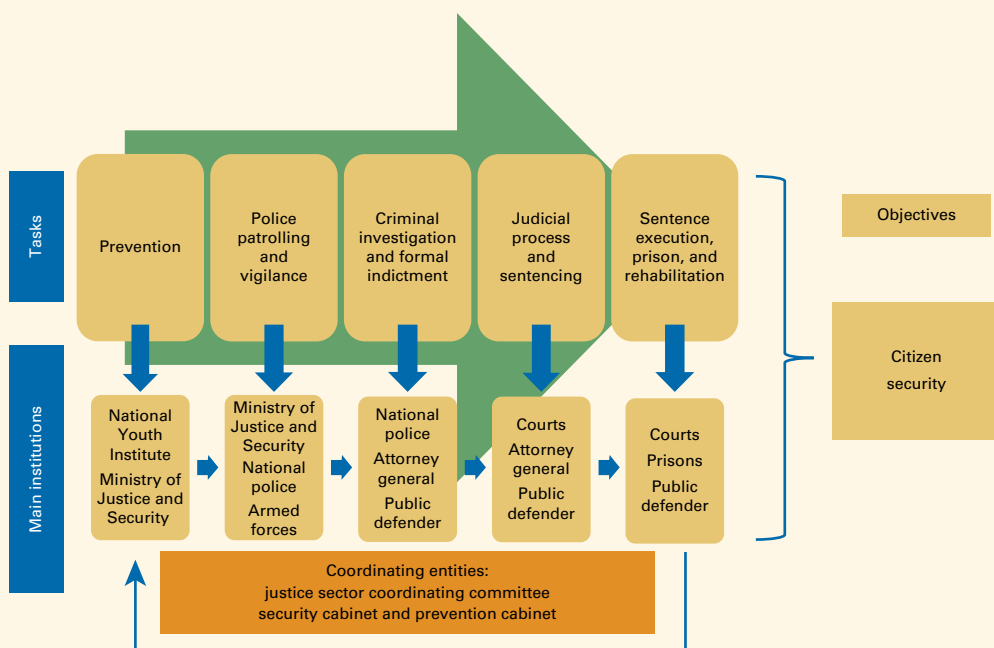 Tasks
Prevention
Police
patrolling
and
vigilance
Criminal
investigation
and formal
indictment
Judicial
process
and
sentencing
Sentence
execution,
prison, and
rehabilitation
Objectives
Main institutions
National
Youth
Institute
Ministry of
Justice and
Security
Ministry of
Justice and
Security
National
police
Armed
forces
National
police
Attorney
general
Public
defender
Courts
Attorney
general
Public
defender
Courts
Prisons
Public
defender
Citizen
security
Coordinating entities:
justice sector coordinating committee
security cabinet and prevention cabinet